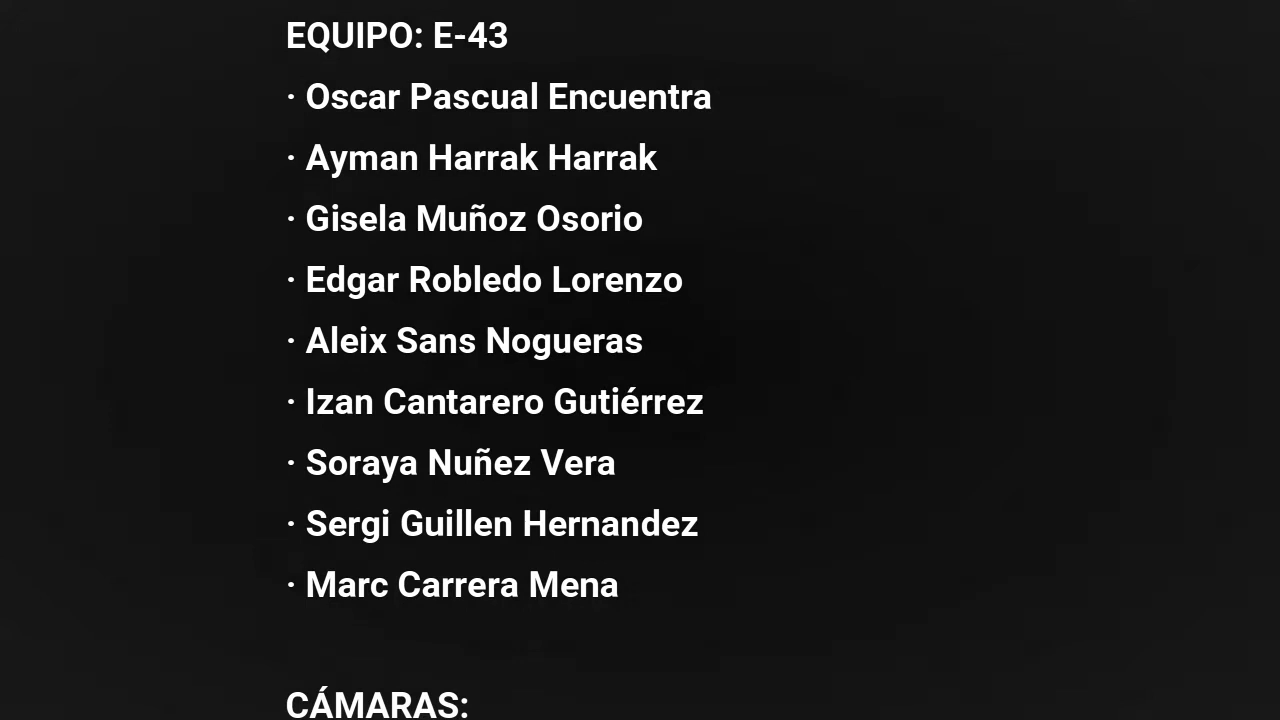 EQUIPO: E-43
· Oscar Pascual Encuentra
· Ayman Harrak Harrak
· Gisela Muñoz Osorio
· Edgar Robledo Lorenzo
· Aleix Sans Nogueras
· Izan Cantarero Gutiérrez
· Soraya Nuñez Vera
· Sergi Guillen Hernandez
· Marc Carrera Mena
CÁMARAS: